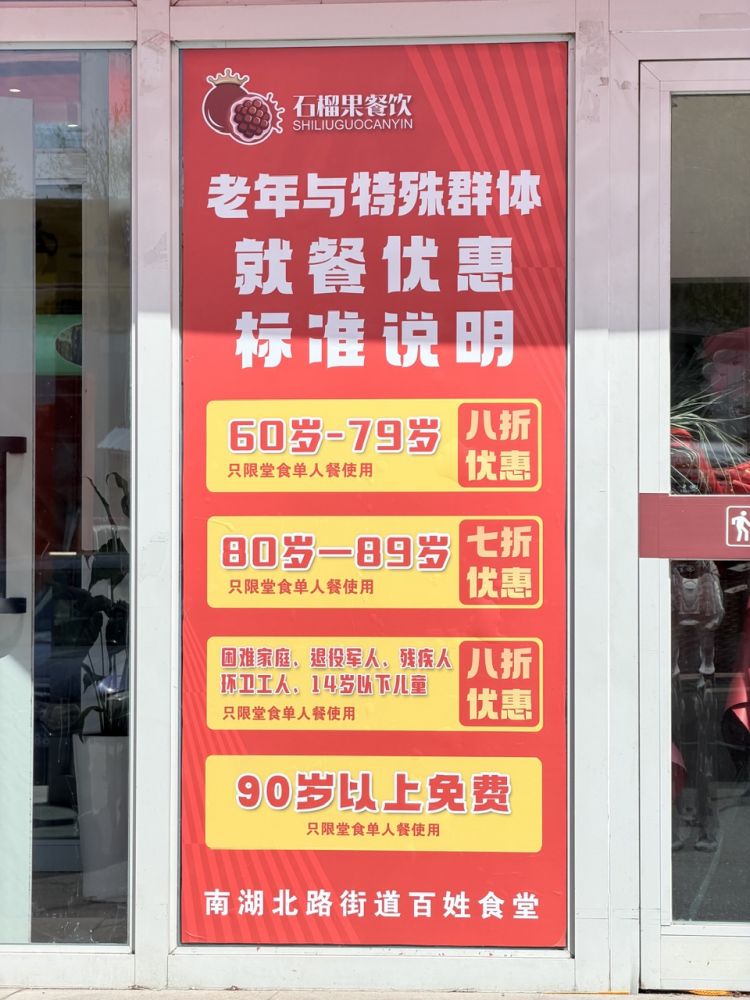 石榴果餐饮
SHILIUGUOCANYIN
老年与特殊群体
就餐优惠
标准说明
60岁-79岁
只限堂食单人餐使用
八折
优惠
80岁—89岁
只限堂食单人餐使用
七折
优惠
困难家庭、退役军人、残疾人
环卫工人、14岁以下儿童
只限堂食单人餐使用
八折
优惠
90岁以上免费
只限堂食单人餐使用
南湖北路街道百姓食堂